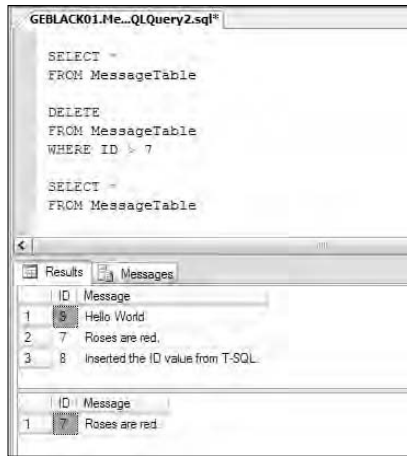 GEBLACK01.Me...QLQuery2.sql*
SELECT *
FROM MessageTable
DELETE
FROM MessageTable
WHERE ID > 7
SELECT *
FROM MessageTable
Results Messages
ID Message
1 9 Hello World
2 7 Roses are red.
3 8 Inserted the ID value from T-SQL.
ID Message
1 7 Roses are red.